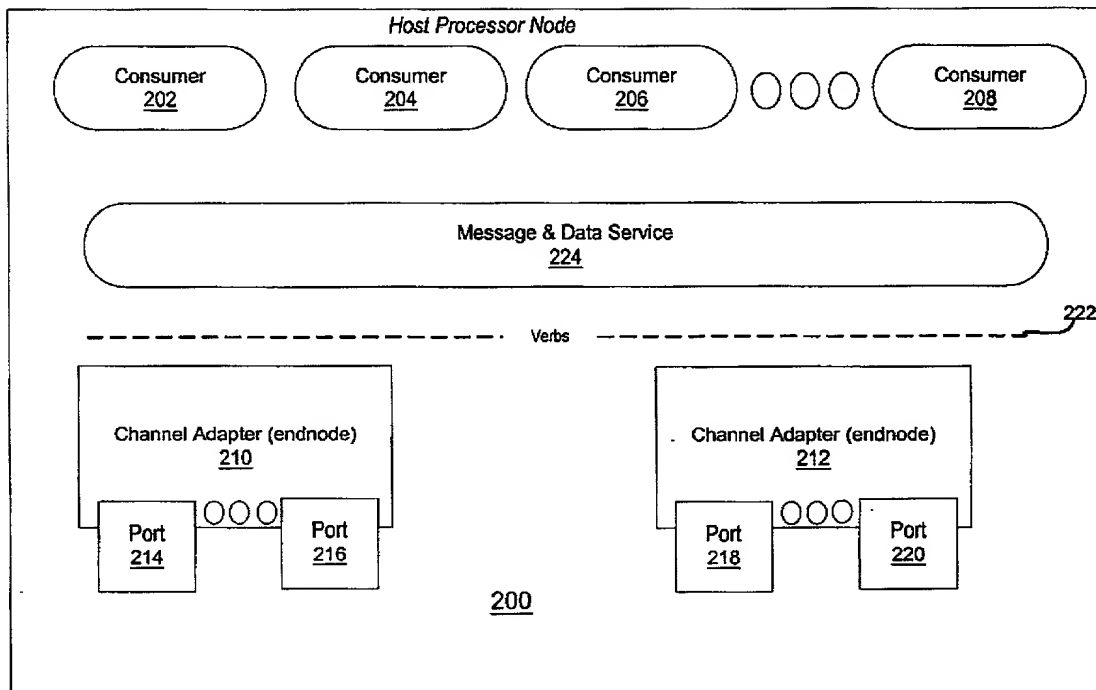 Host Processor Node
Consumer
202
Consumer
204
Consumer
206
Consumer
208
Message & Data Service
224
Verbs
222
Channel Adapter (endnode)
210
Channel Adapter (endnode)
212
Port
214
Port
216
Port
218
Port
220
200